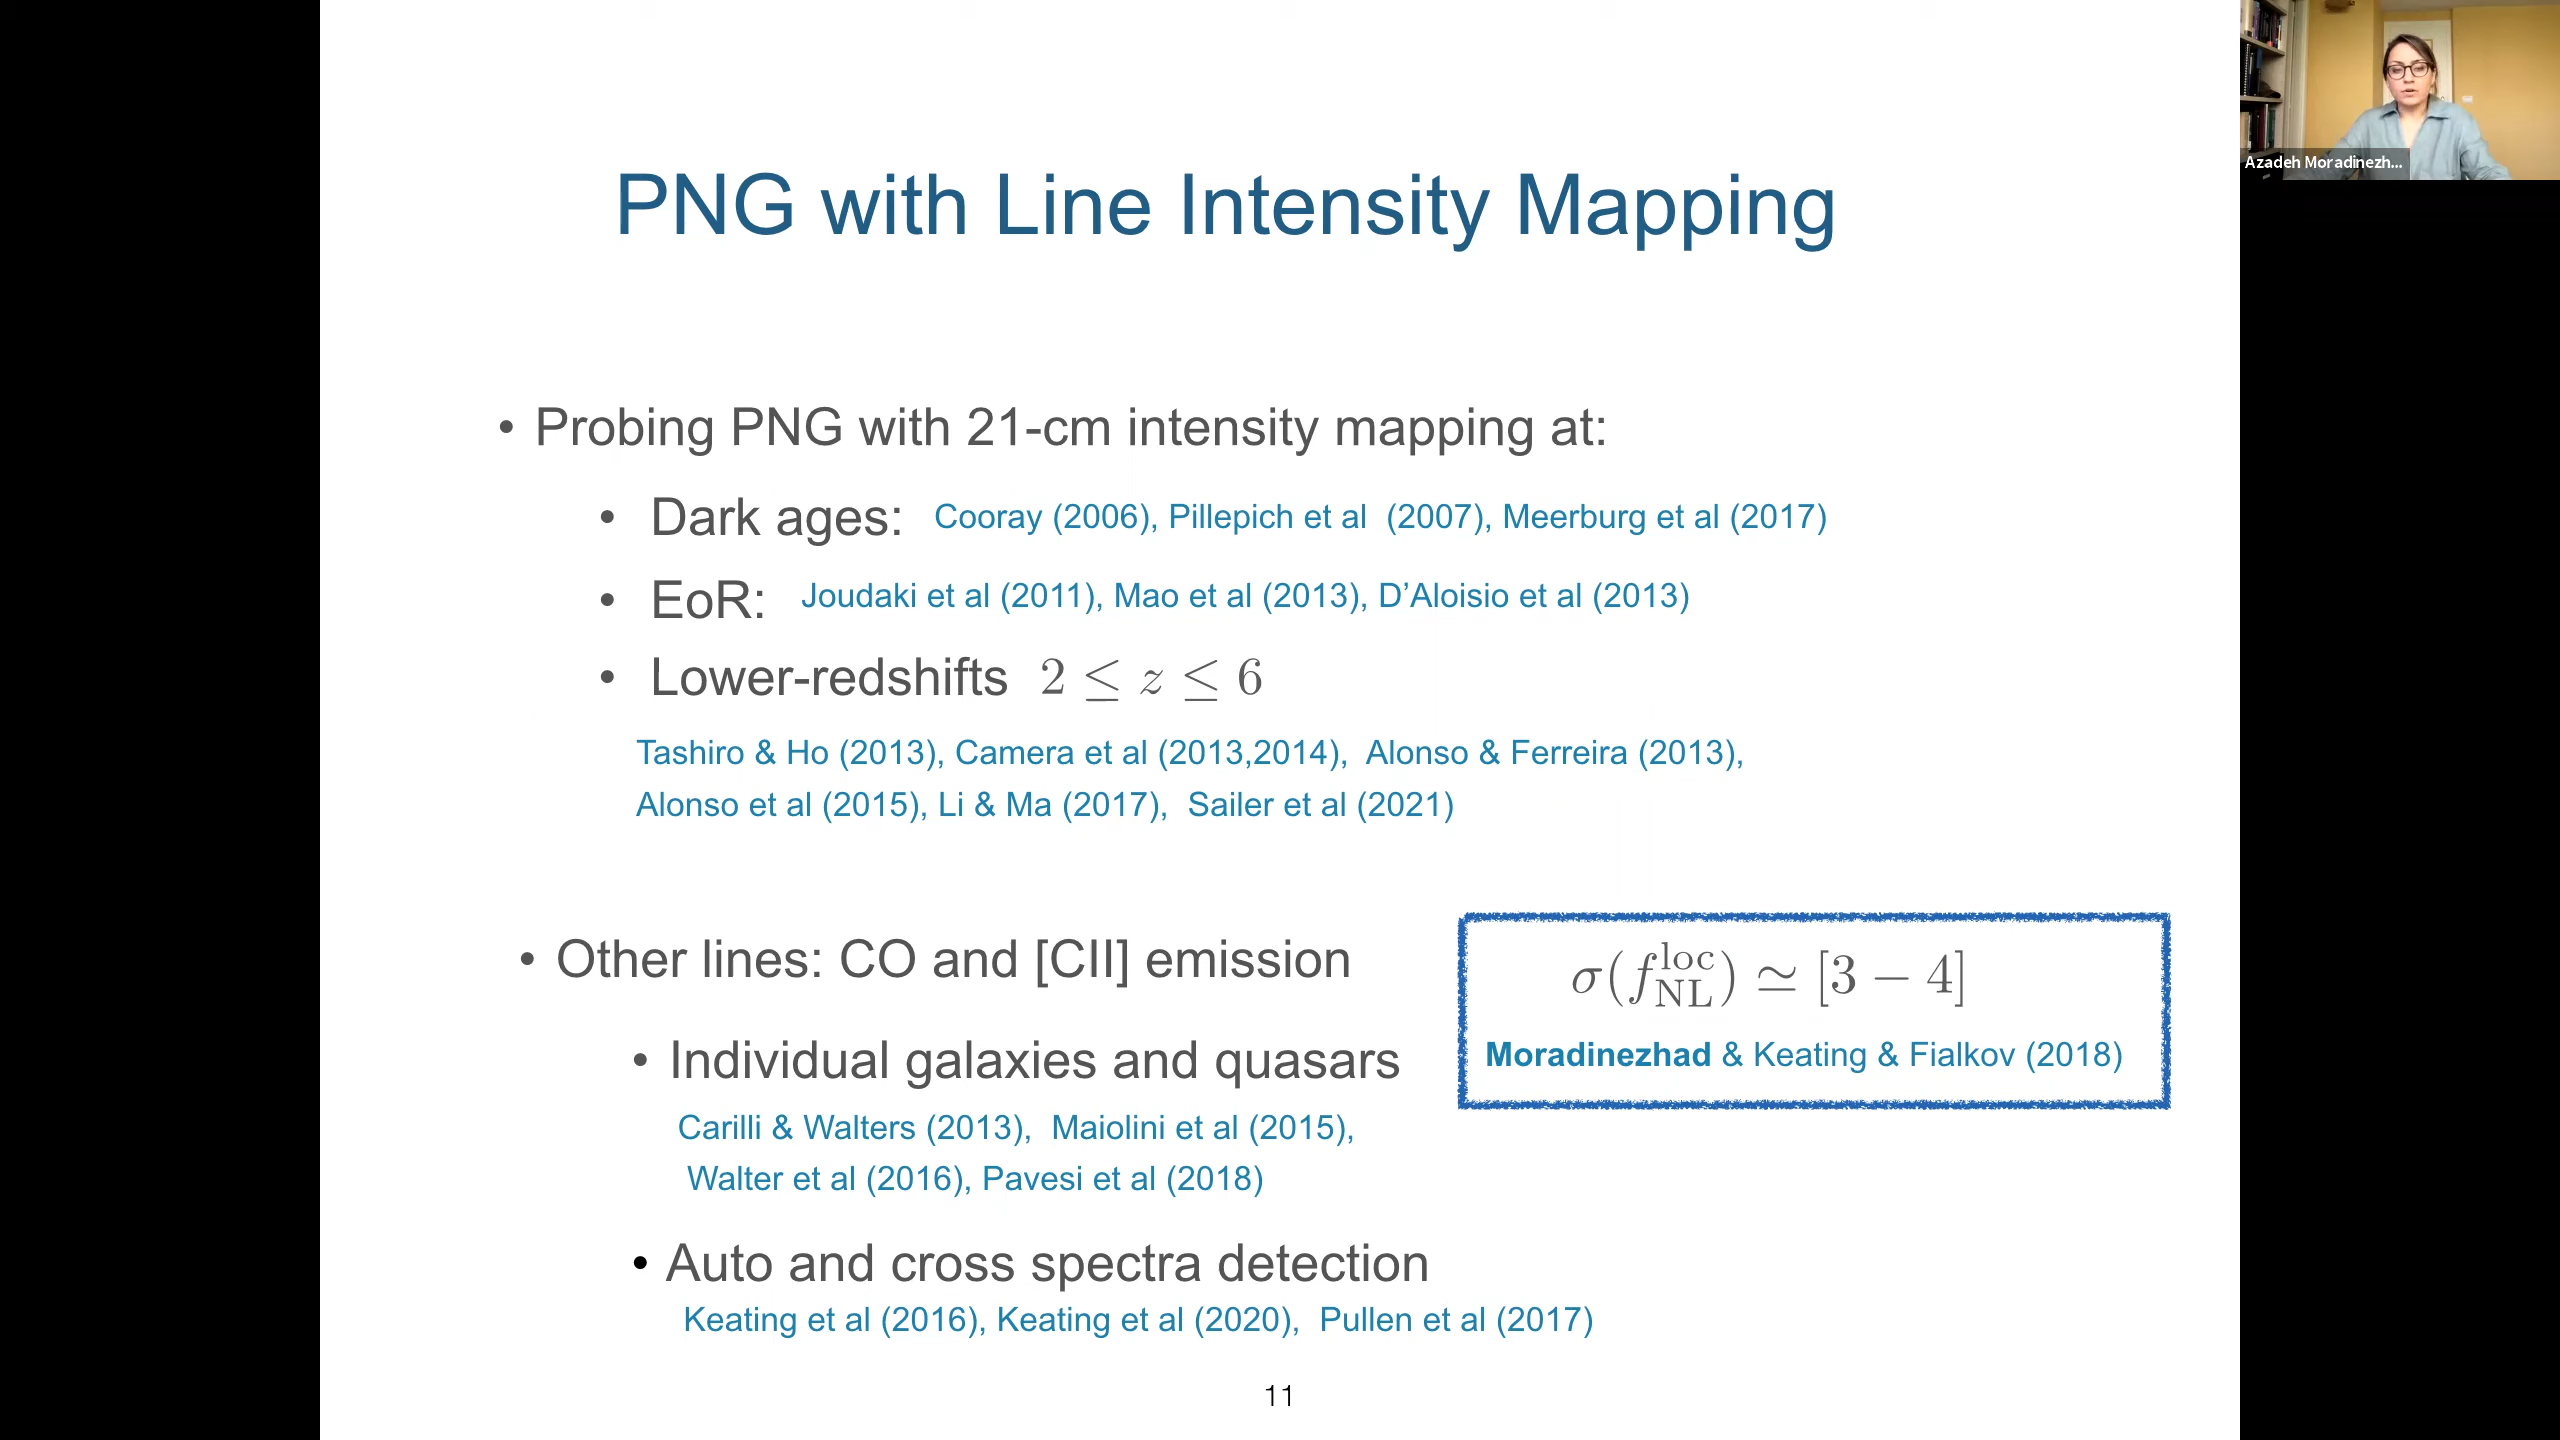 PNG with Line Intensity Mapping
Azadeh Moradinezh...
• Probing PNG with 21-cm intensity mapping at:
• Dark ages: Cooray (2006), Pillepich et al (2007), Meerburg et al (2017)
• EoR: Joudaki et al (2011), Mao et al (2013), D’Aloisio et al (2013)
• Lower-redshifts 2 ≤ z ≤ 6
Tashiro & Ho (2013), Camera et al (2013,2014), Alonso & Ferreira (2013),
Alonso et al (2015), Li & Ma (2017), Sailer et al (2021)
• Other lines: CO and [CII] emission
σ(f_NL^loc) ≃ [3 − 4]
Moradinezhad & Keating & Fialkov (2018)
• Individual galaxies and quasars
Carilli & Walters (2013), Maiolini et al (2015),
Walter et al (2016), Pavesi et al (2018)
• Auto and cross spectra detection
Keating et al (2016), Keating et al (2020), Pullen et al (2017)
11